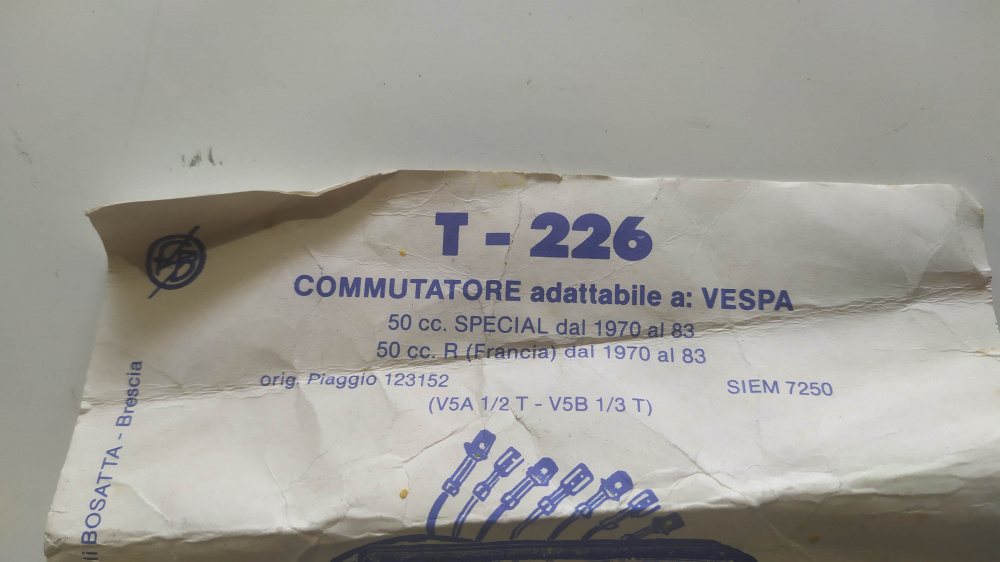 T - 226
COMMUTATORE adattabile a: VESPA
50 cc. SPECIAL dal 1970 al 83
50 cc. R (Francia) dal 1970 al 83
orig. Piaggio 123152
SIEM 7250
(V5A 1/2 T - V5B 1/3 T)
BOSATTA - Brescia